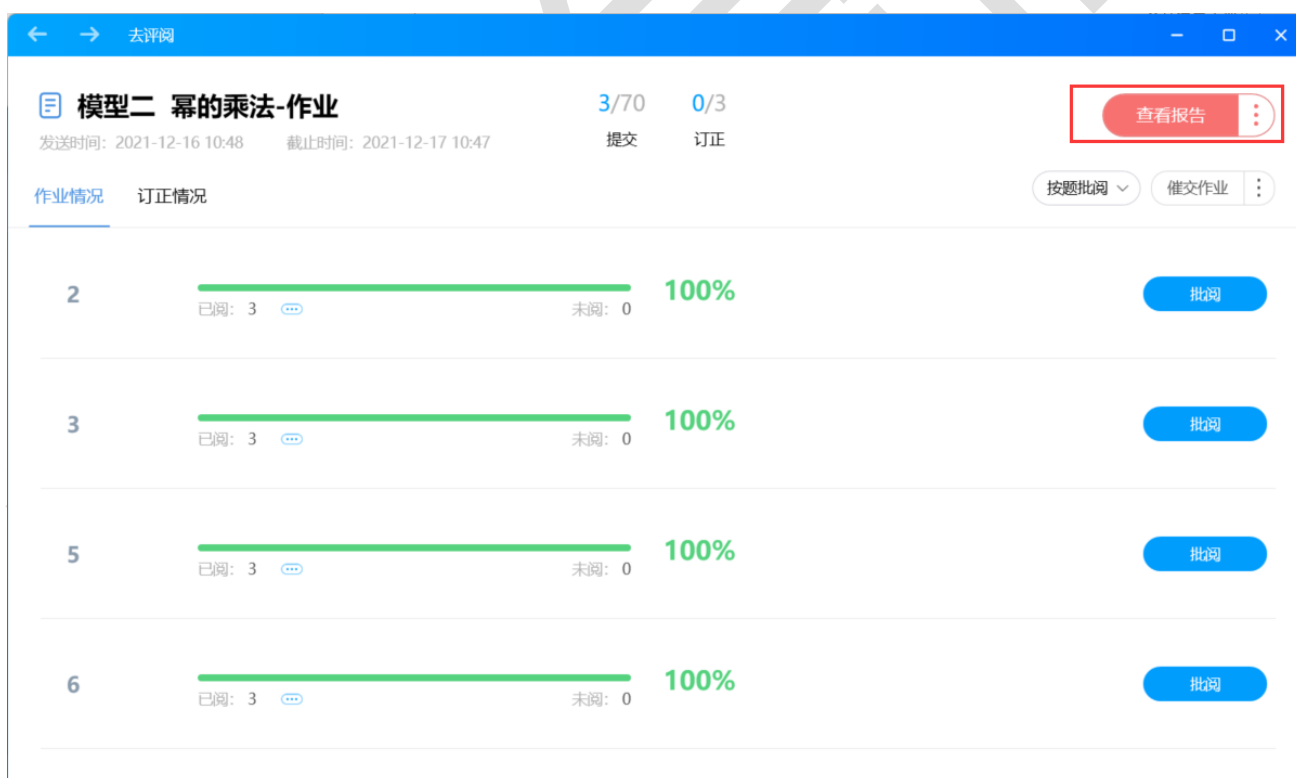 去评阅
模型二 幂的乘法-作业
3/70 0/3
查看报告
发送时间: 2021-12-16 10:48 截止时间: 2021-12-17 10:47
提交 订正
作业情况 订正情况
按题批阅 催交作业
2 100% 批阅
已阅: 3 未阅: 0
3 100% 批阅
已阅: 3 未阅: 0
5 100% 批阅
已阅: 3 未阅: 0
6 100% 批阅
已阅: 3 未阅: 0